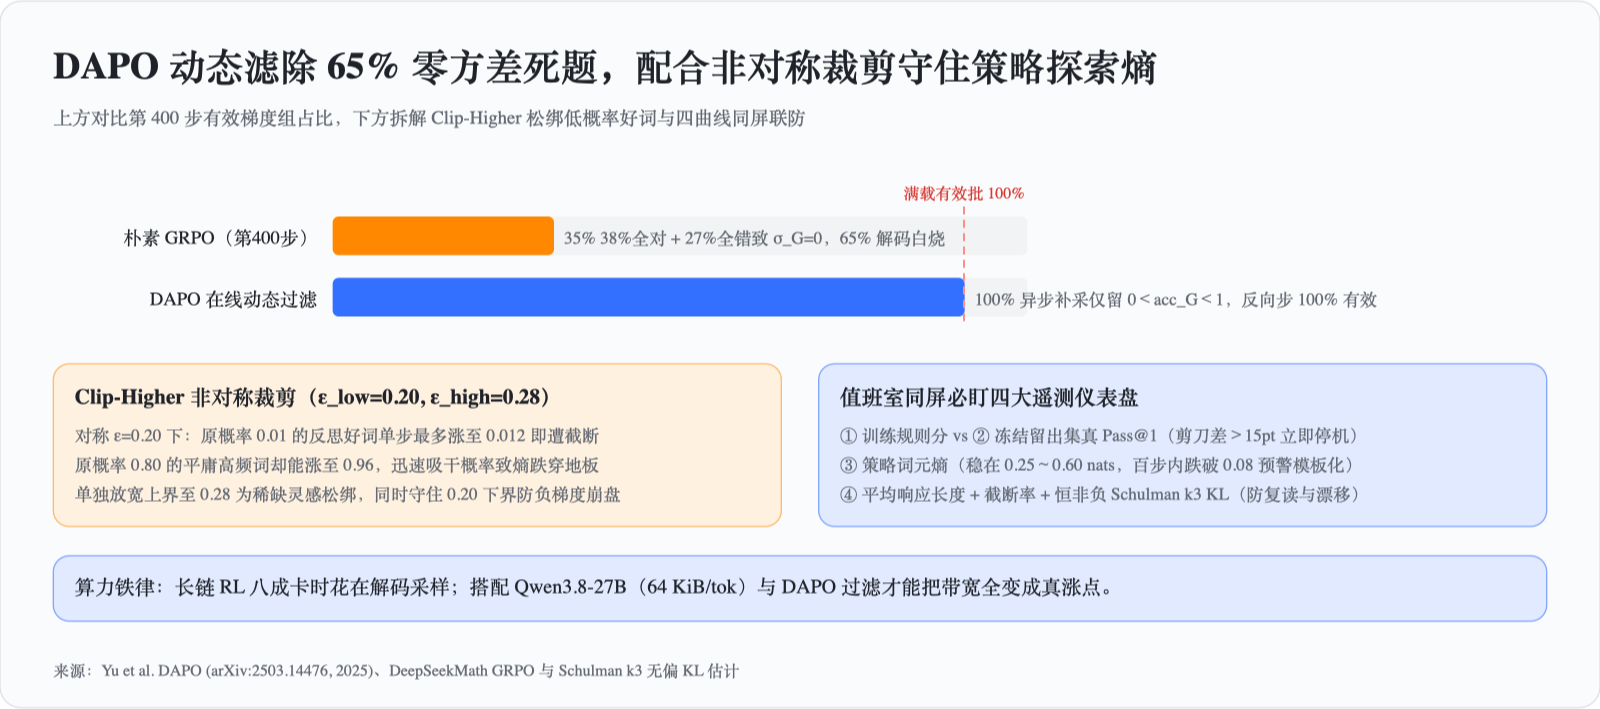 DAPO 动态滤除 65% 零方差死题，配合非对称裁剪守住策略探索熵
上方对比第 400 步有效梯度组占比，下方拆解 Clip-Higher 松绑低概率好词与四曲线同屏联防
满载有效批 100%
朴素 GRPO（第400步）
35% 38%全对 + 27%全错致 σ_G=0，65% 解码白烧
DAPO 在线动态过滤
100% 异步补采仅留 0 < acc_G < 1，反向步 100% 有效
Clip-Higher 非对称裁剪（ε_low=0.20, ε_high=0.28）
对称 ε=0.20 下：原概率 0.01 的反思好词单步最多涨至 0.012 即遭截断
原概率 0.80 的平庸高频词却能涨至 0.96，迅速吸干概率致熵跌穿地板
单独放宽上界至 0.28 为稀缺灵感松绑，同时守住 0.20 下界防负梯度崩盘
值班室同屏必盯四大遥测仪表盘
① 训练规则分 vs ② 冻结留出集真 Pass@1（剪刀差 > 15pt 立即停机）
③ 策略词元熵（稳在 0.25 ~ 0.60 nats，百步内跌破 0.08 预警模板化）
④ 平均响应长度 + 截断率 + 恒非负 Schulman k3 KL（防复读与漂移）
算力铁律：长链 RL 八成卡时花在解码采样；搭配 Qwen3.8-27B（64 KiB/tok）与 DAPO 过滤才能把带宽全变成真涨点。
来源：Yu et al. DAPO (arXiv:2503.14476, 2025)、DeepSeekMath GRPO 与 Schulman k3 无偏 KL 估计